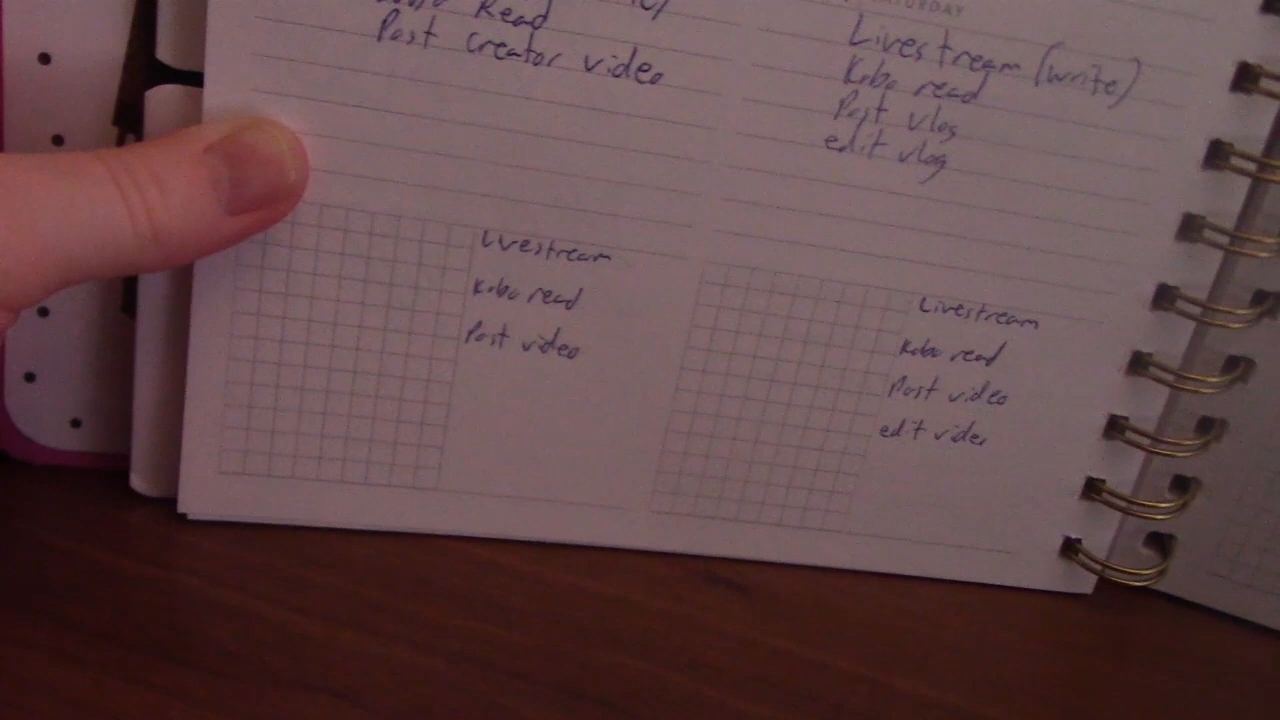 Read
Post creator video
SATURDAY
Livestream (write)
Kobo read
Post vlog
edit vlog
Livestream
Kobo read
Post video
Livestream
Kobo read
Post video
edit video